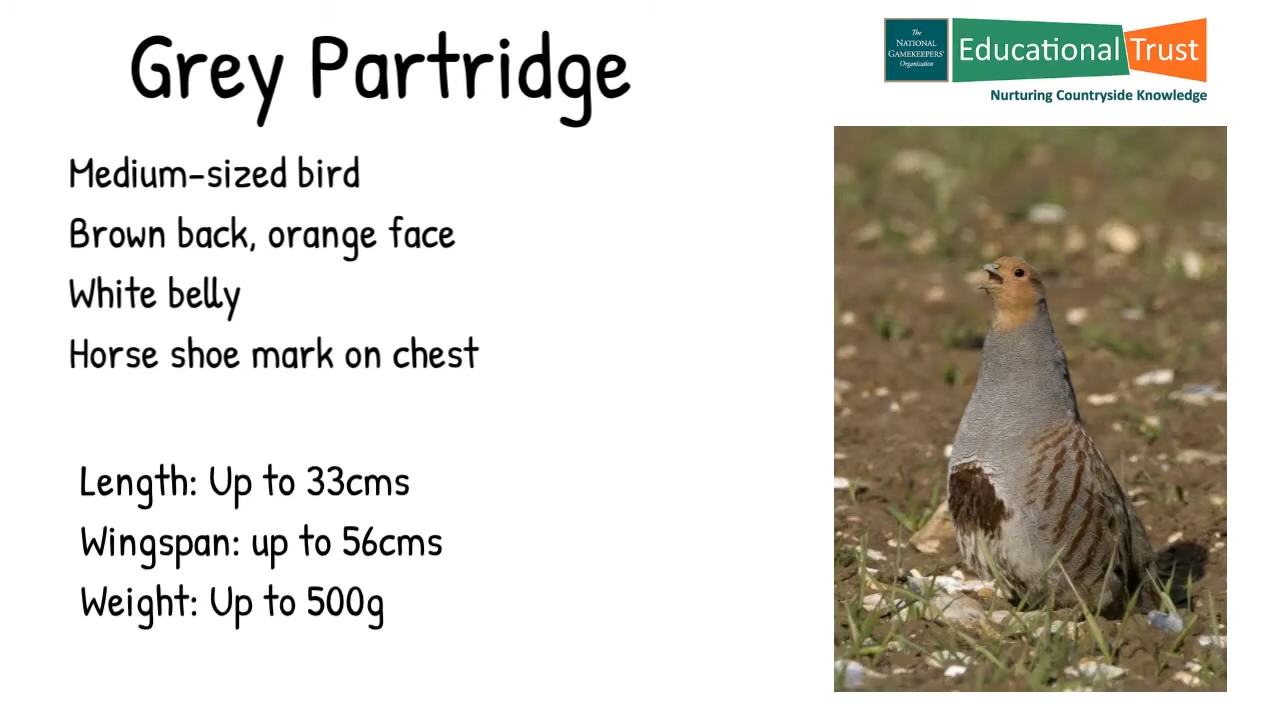 Grey Partridge
The
NATIONAL
GAMEKEEPERS'
Organisation
Educational Trust
Nurturing Countryside Knowledge
Medium-sized bird
Brown back, orange face
White belly
Horse shoe mark on chest
Length: Up to 33cms
Wingspan: up to 56cms
Weight: Up to 500g